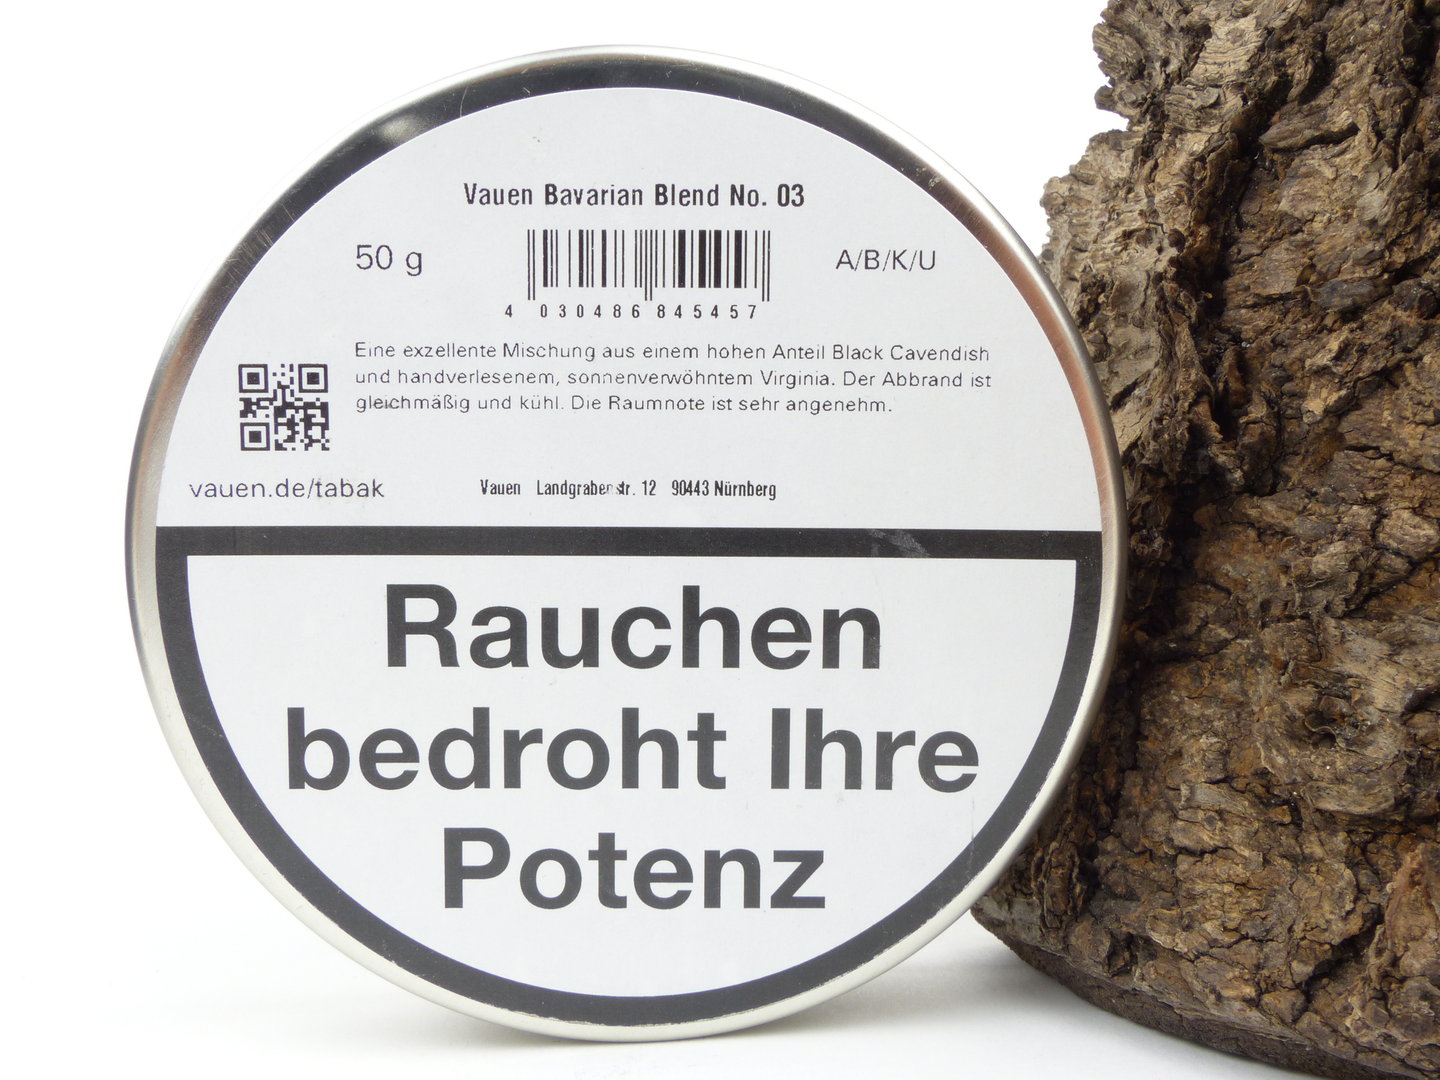 Vauen Bavarian Blend No. 03
50 g
A/B/K/U
4 030486 845457
Eine exzellente Mischung aus einem hohen Anteil Black Cavendish
und handverlesenem, sonnenverwöhntem Virginia. Der Abbrand ist
gleichmäßig und kühl. Die Raumnote ist sehr angenehm.
vauen.de/tabak
Vauen Landgrabenstr. 12 90443 Nürnberg
Rauchen
bedroht Ihre
Potenz